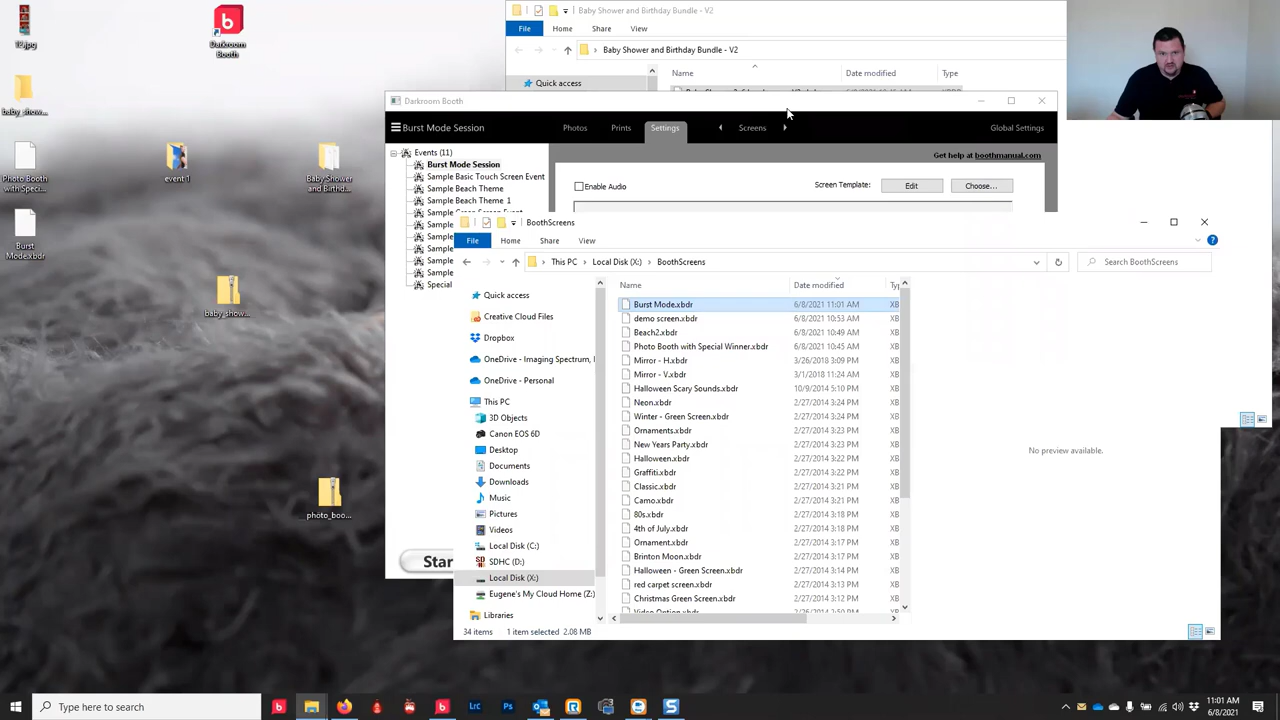 Baby Shower and Birthday Bundle - V2
File Home Share View
Baby Shower and Birthday Bundle - V2
Quick access
Name Date modified Type
Darkroom Booth
Burst Mode Session Photos Prints Settings Screens Global Settings
Events (11)
Burst Mode Session
Sample Basic Touch Screen Event
Sample Beach Theme
Sample Beach Theme 1
Sample Green Screen Event
Sample
Sample
Sample
Sample
Sample
Special
Get help at boothmanual.com
Enable Audio Screen Template: Edit Choose...
Star
BoothScreens
File Home Share View
This PC Local Disk (X:) BoothScreens
Search BoothScreens
Quick access
Creative Cloud Files
Dropbox
OneDrive - Imaging Spectrum, I
OneDrive - Personal
This PC
3D Objects
Canon EOS 6D
Desktop
Documents
Downloads
Music
Pictures
Videos
Local Disk (C:)
SDHC (D:)
Local Disk (X:)
Eugene's My Cloud Home (Z:)
Libraries
Name Date modified Ty
Burst Mode.xbdr 6/8/2021 11:01 AM XB
demo screen.xbdr 6/8/2021 10:53 AM XB
Beach2.xbdr 6/8/2021 10:49 AM XB
Photo Booth with Special Winner.xbdr 6/8/2021 10:45 AM XB
Mirror - H.xbdr 3/26/2018 3:09 PM XB
Mirror - V.xbdr 3/1/2018 11:24 AM XB
Halloween Scary Sounds.xbdr 10/9/2014 5:10 PM XB
Neon.xbdr 2/27/2014 3:24 PM XB
Winter - Green Screen.xbdr 2/27/2014 3:24 PM XB
Ornaments.xbdr 2/27/2014 3:23 PM XB
New Years Party.xbdr 2/27/2014 3:23 PM XB
Halloween.xbdr 2/27/2014 3:22 PM XB
Graffiti.xbdr 2/27/2014 3:22 PM XB
Classic.xbdr 2/27/2014 3:21 PM XB
Camo.xbdr 2/27/2014 3:21 PM XB
80s.xbdr 2/27/2014 3:18 PM XB
4th of July.xbdr 2/27/2014 3:18 PM XB
Ornament.xbdr 2/27/2014 3:17 PM XB
Brinton Moon.xbdr 2/27/2014 3:17 PM XB
Halloween - Green Screen.xbdr 2/27/2014 3:14 PM XB
red carpet screen.xbdr 2/27/2014 3:13 PM XB
Christmas Green Screen.xbdr 2/27/2014 3:12 PM XB
Video Option.xbdr 2/26/2014 3:50 PM XB
No preview available.
34 items 1 item selected 2.08 MB
12.jpg
Darkroom
Booth
baby_show...
Photo Booth
with Speci...
event 1
Baby Shower
and Birthd...
Burst
Mode.xbdr
baby_show...
photo_boo...
Type here to search
11:01 AM
6/8/2021